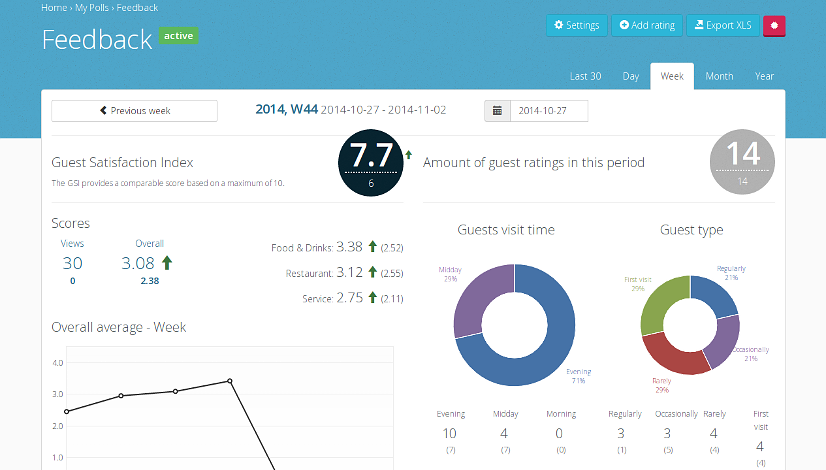 Home › My Polls › Feedback
Feedback active
Settings Add rating Export XLS
Last 30 Day Week Month Year
Previous week 2014, W44 2014-10-27 - 2014-11-02 2014-10-27
Guest Satisfaction Index
The GSI provides a comparable score based on a maximum of 10.
7.7
6
Amount of guest ratings in this period
14
14
Scores
Views Overall
30 3.08
0 2.38
Food & Drinks: 3.38 (2.52)
Restaurant: 3.12 (2.55)
Service: 2.75 (2.11)
Guests visit time
Midday
29%
Evening
71%
Evening Midday Morning
10 4 0
(7) (7) (0)
Guest type
First visit
29%
Regularly
21%
Occasionally
21%
Rarely
29%
Regularly Occasionally Rarely First visit
3 3 4 4
(1) (5) (4) (4)
Overall average - Week
4.0
3.0
2.0
1.0